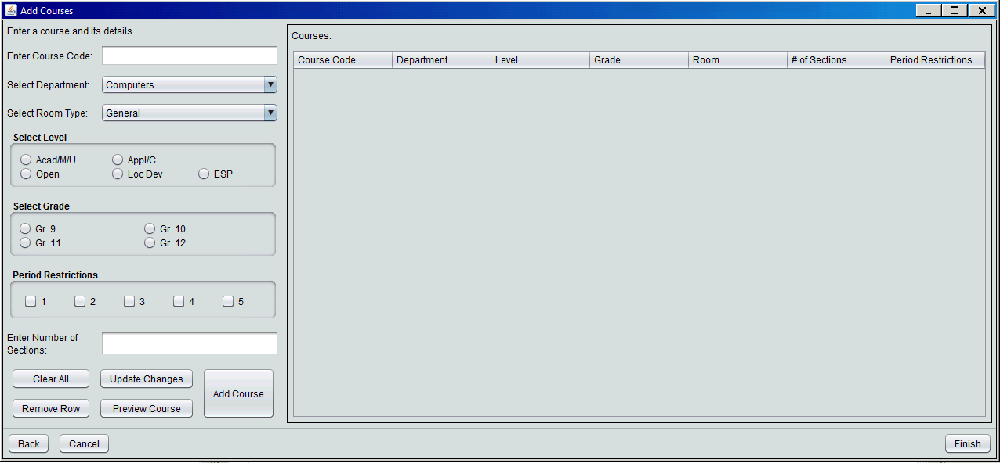 Add Courses
Enter a course and its details
Enter Course Code:
Select Department: Computers
Select Room Type: General
Select Level
Acad/M/U Appl/C
Open Loc Dev ESP
Select Grade
Gr. 9 Gr. 10
Gr. 11 Gr. 12
Period Restrictions
1 2 3 4 5
Enter Number of
Sections:
Clear All Update Changes
Add Course
Remove Row Preview Course
Courses:
Course Code Department Level Grade Room # of Sections Period Restrictions
Back Cancel Finish